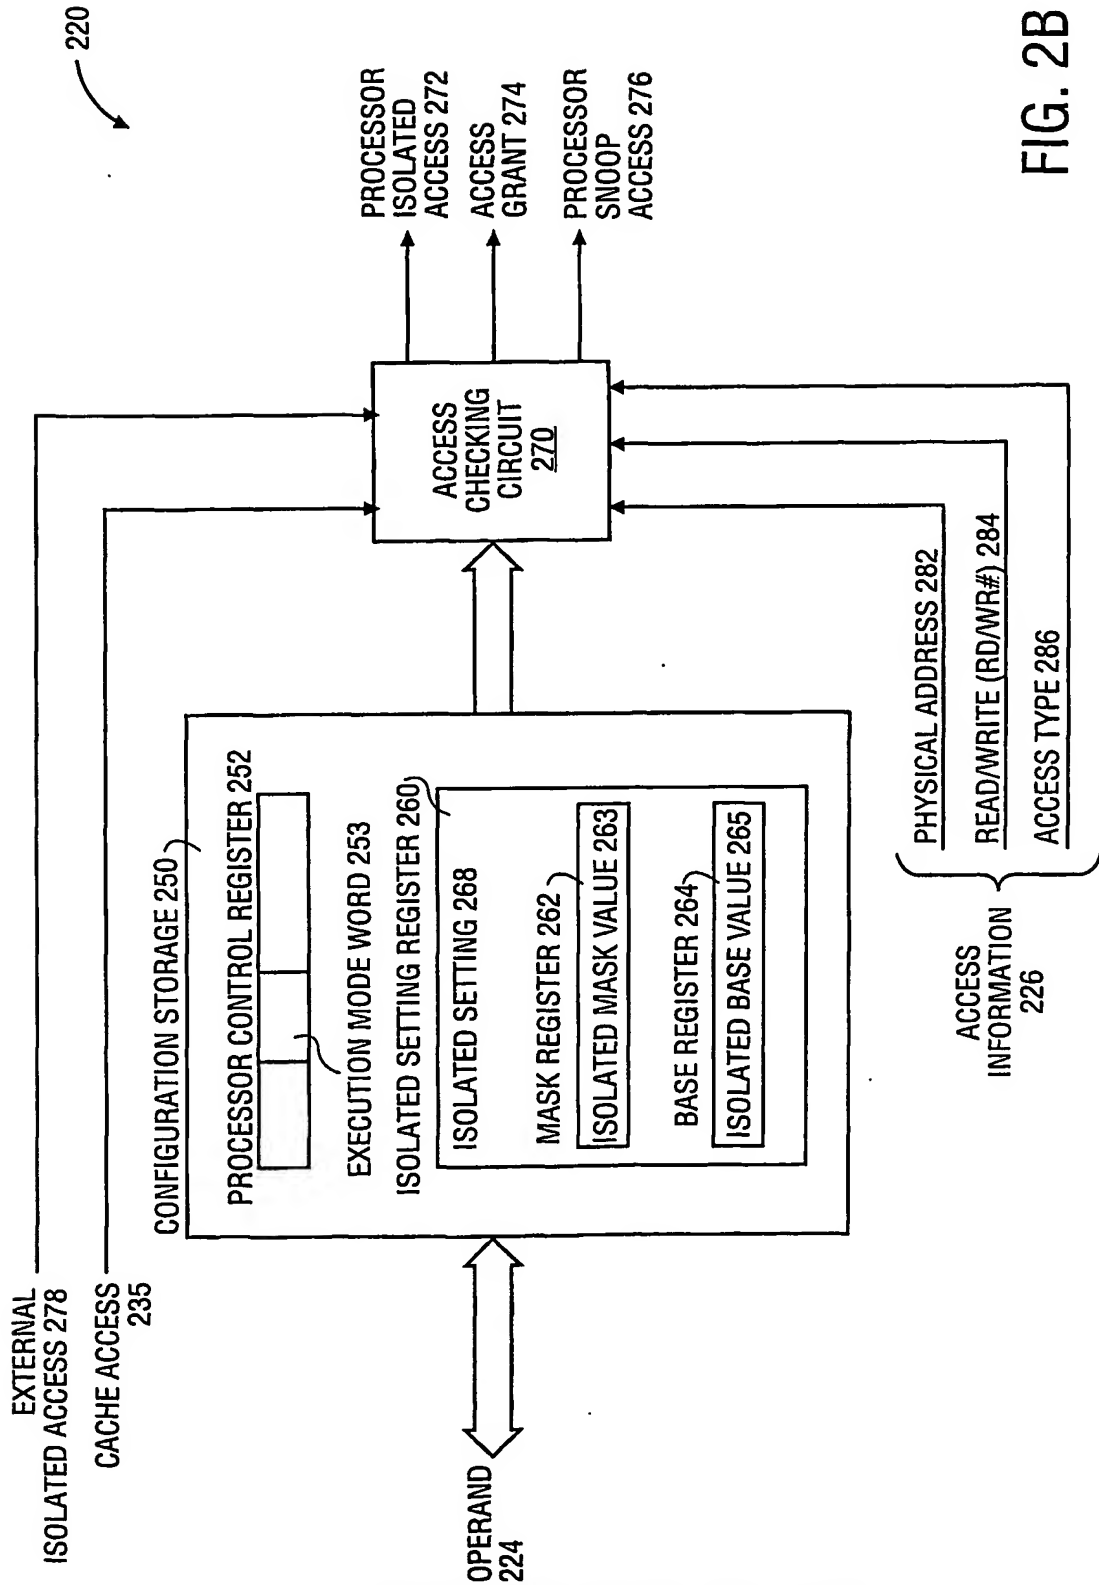 220
EXTERNAL
ISOLATED ACCESS 278
CACHE ACCESS
235
CONFIGURATION STORAGE 250
PROCESSOR CONTROL REGISTER 252
EXECUTION MODE WORD 253
ISOLATED SETTING REGISTER 260
ISOLATED SETTING 268
MASK REGISTER 262
ISOLATED MASK VALUE 263
BASE REGISTER 264
ISOLATED BASE VALUE 265
OPERAND
224
ACCESS
CHECKING
CIRCUIT
270
PROCESSOR
ISOLATED
ACCESS 272
ACCESS
GRANT 274
PROCESSOR
SNOOP
ACCESS 276
PHYSICAL ADDRESS 282
READ/WRITE (RD/WR#) 284
ACCESS TYPE 286
ACCESS
INFORMATION
226
FIG. 2B